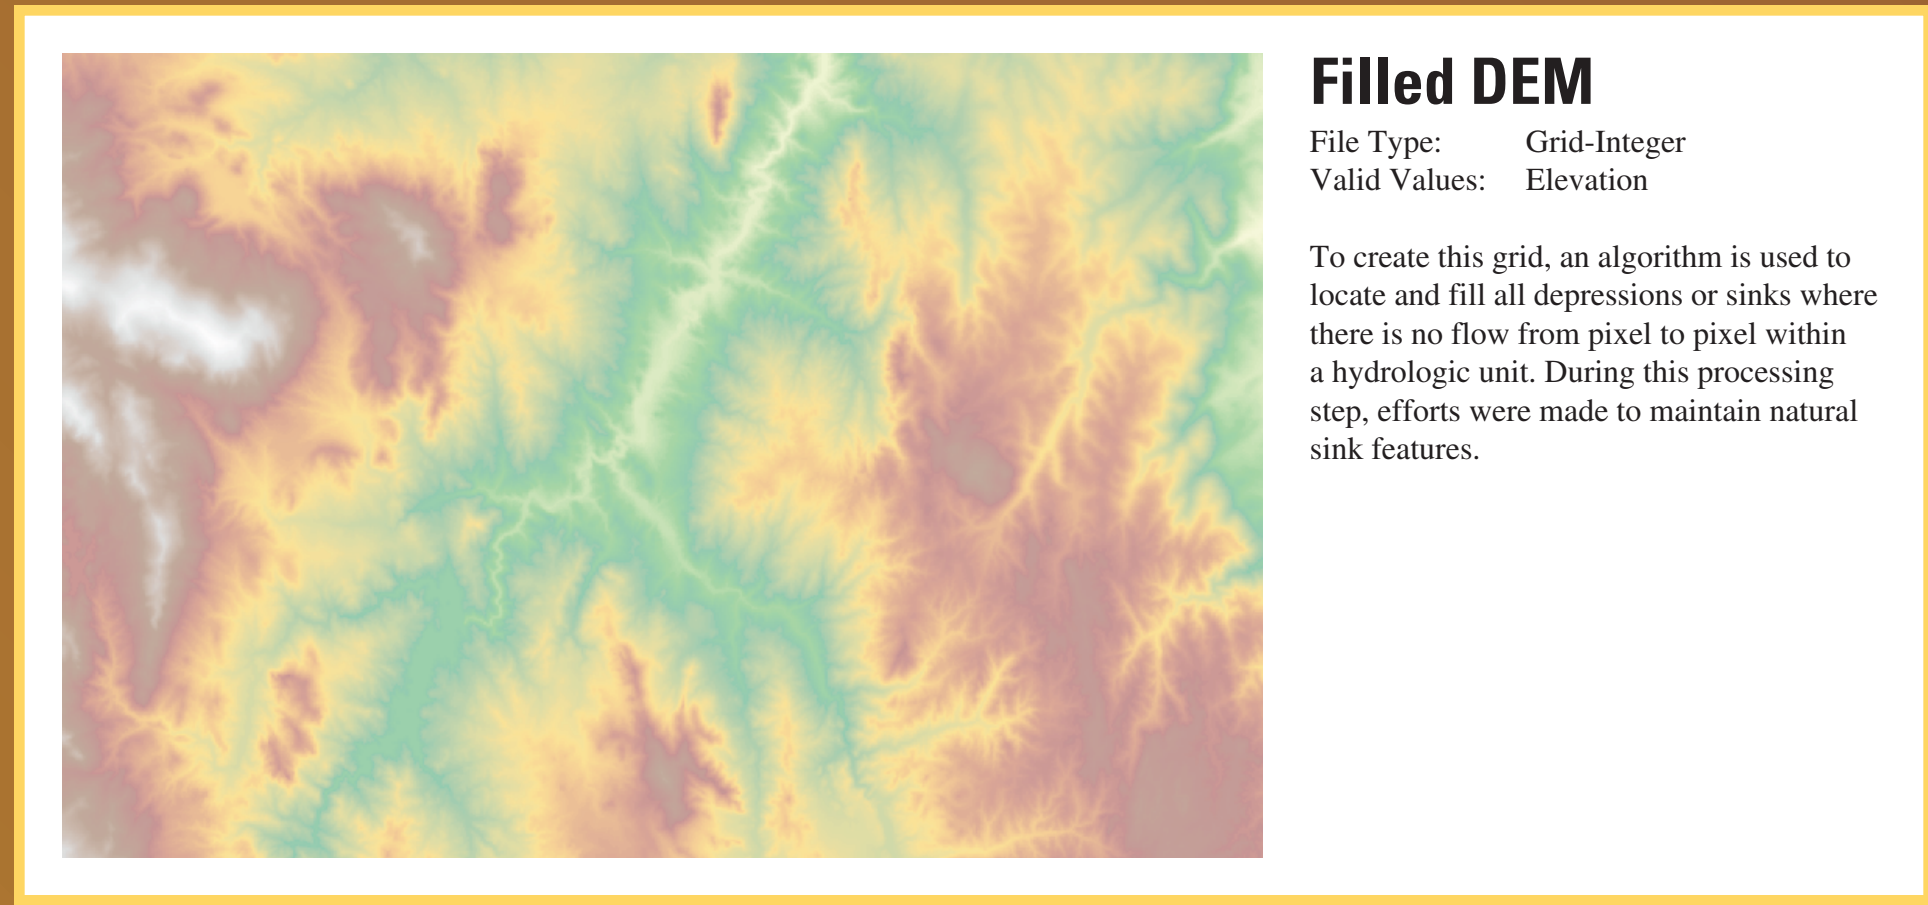 Filled DEM
File Type: Grid-Integer
Valid Values: Elevation
To create this grid, an algorithm is used to
locate and fill all depressions or sinks where
there is no flow from pixel to pixel within
a hydrologic unit. During this processing
step, efforts were made to maintain natural
sink features.